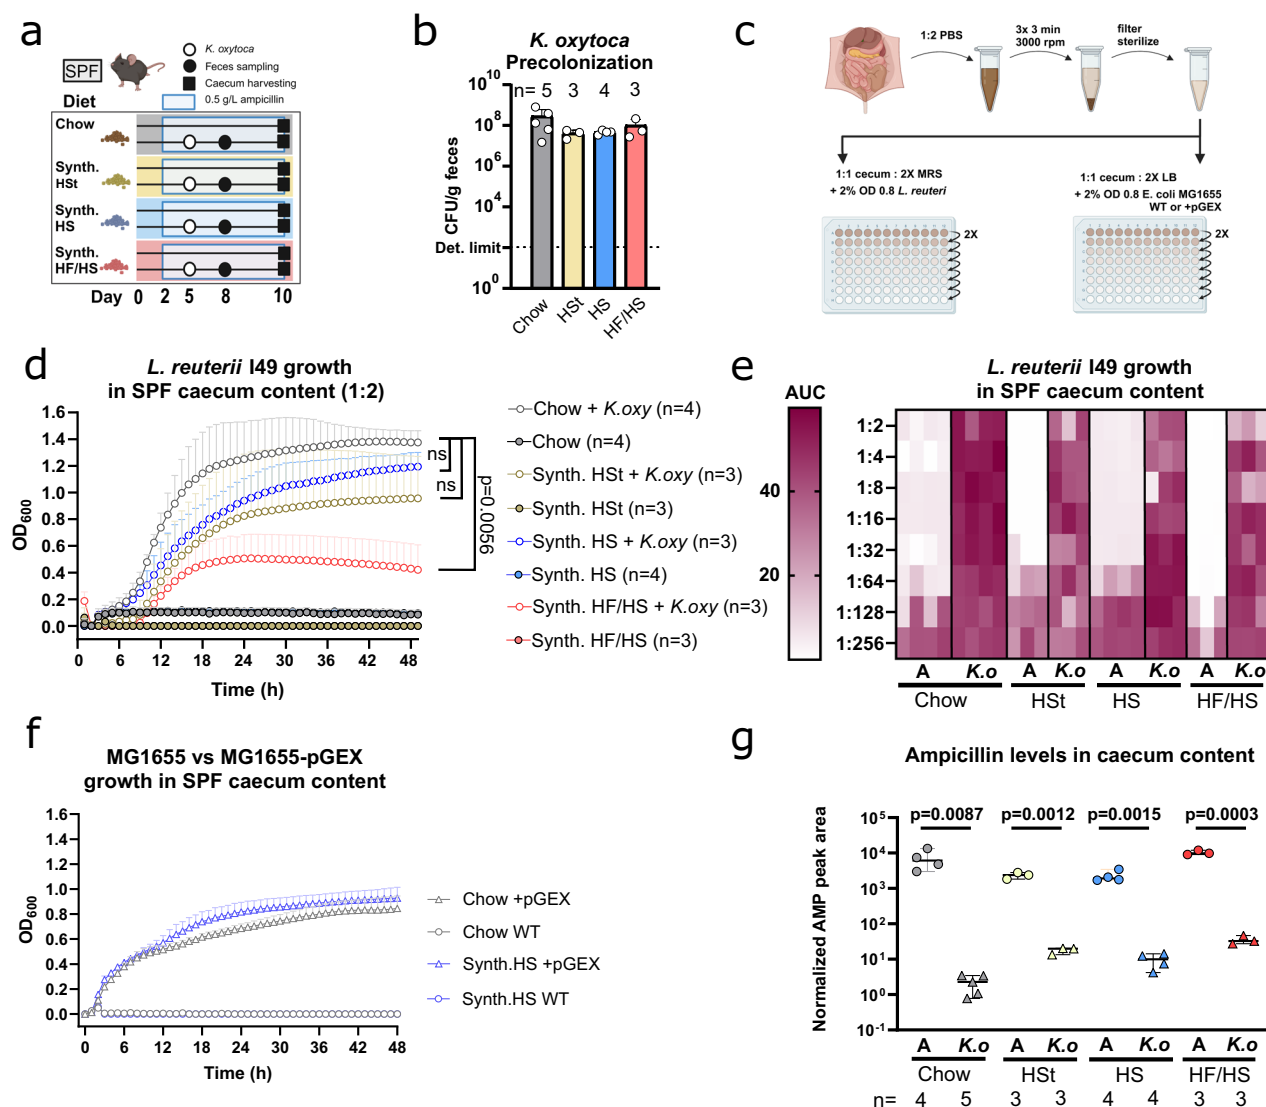 a
SPF
K. oxytoca
Feces sampling
Caecum harvesting
0.5 g/L ampicillin
Diet
Chow
Synth.
HSt
Synth.
HS
Synth.
HF/HS
Day 0 2 5 8 10
b
K. oxytoca
Precolonization
n= 5 3 4 3
10^10
10^8
10^6
10^4
10^2
10^0
CFU/g feces
Det. limit
Chow HSt HS HF/HS
c
1:2 PBS
3x 3 min
3000 rpm
filter
sterilize
1:1 cecum : 2X MRS
+ 2% OD 0.8 L. reuteri
2X
1:1 cecum : 2X LB
+ 2% OD 0.8 E. coli MG1655
WT or +pGEX
2X
d
L. reuterii I49 growth
in SPF caecum content (1:2)
OD600
1.6
1.4
1.2
1.0
0.8
0.6
0.4
0.2
0.0
0 6 12 18 24 30 36 42 48
Time (h)
ns
ns
p=0.0056
Chow + K.oxy (n=4)
Chow (n=4)
Synth. HSt + K.oxy (n=3)
Synth. HSt (n=3)
Synth. HS + K.oxy (n=3)
Synth. HS (n=4)
Synth. HF/HS + K.oxy (n=3)
Synth. HF/HS (n=3)
e
L. reuterii I49 growth
in SPF caecum content
AUC
40
20
1:2
1:4
1:8
1:16
1:32
1:64
1:128
1:256
A K.o A K.o A K.o A K.o
Chow HSt HS HF/HS
f
MG1655 vs MG1655-pGEX
growth in SPF caecum content
OD600
1.6
1.4
1.2
1.0
0.8
0.6
0.4
0.2
0.0
0 6 12 18 24 30 36 42 48
Time (h)
Chow +pGEX
Chow WT
Synth.HS +pGEX
Synth.HS WT
g
Ampicillin levels in caecum content
Normalized AMP peak area
10^5
10^4
10^3
10^2
10^1
10^0
10^-1
p=0.0087 p=0.0012 p=0.0015 p=0.0003
A K.o A K.o A K.o A K.o
Chow HSt HS HF/HS
n= 4 5 3 3 4 4 3 3